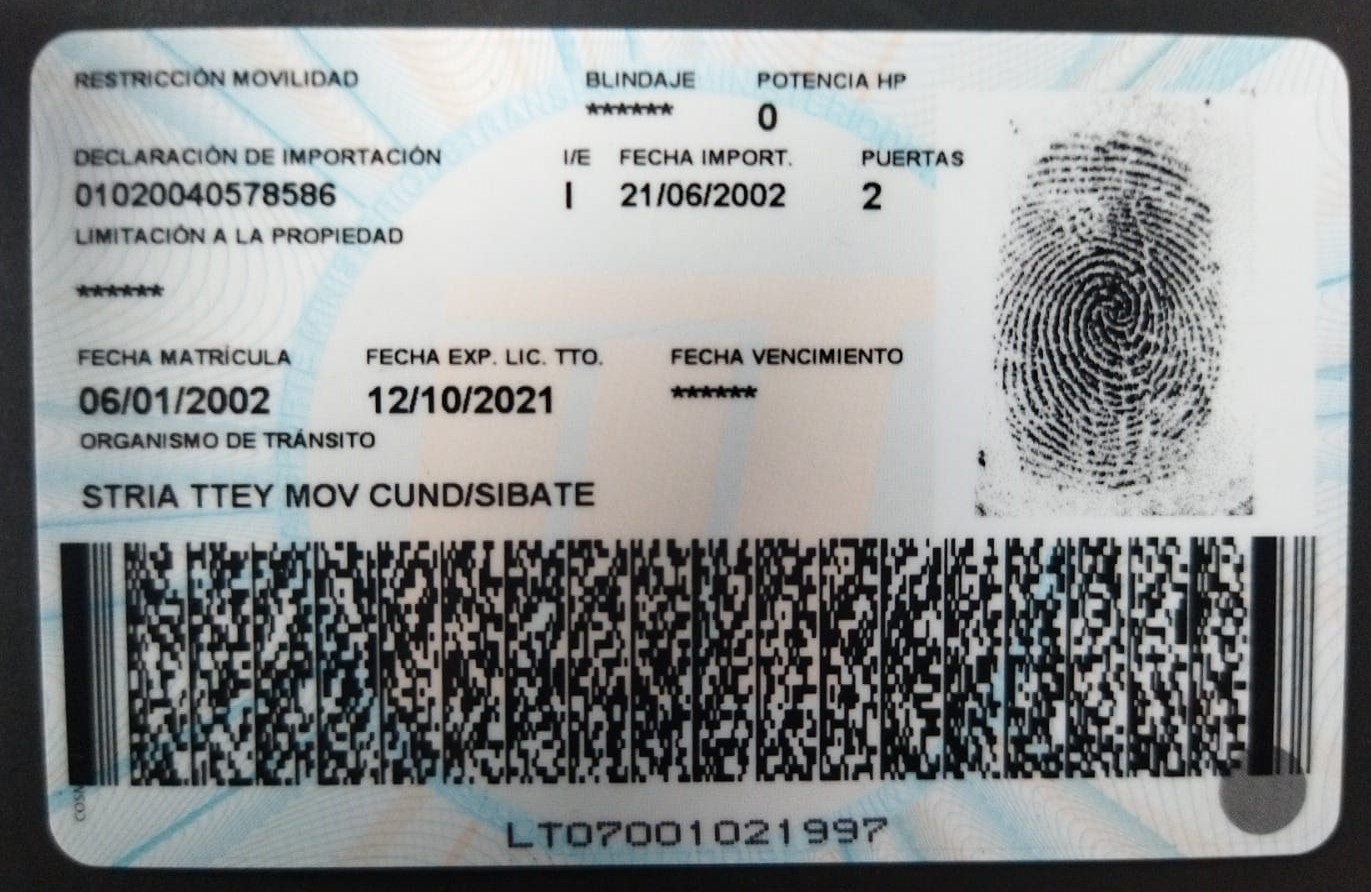 RESTRICCIÓN MOVILIDAD BLINDAJE POTENCIA HP
****** 0
DECLARACIÓN DE IMPORTACIÓN I/E FECHA IMPORT. PUERTAS
01020040578586 I 21/06/2002 2
LIMITACIÓN A LA PROPIEDAD
******
FECHA MATRÍCULA FECHA EXP. LIC. TTO. FECHA VENCIMIENTO
06/01/2002 12/10/2021 ******
ORGANISMO DE TRÁNSITO
STRIA TTEY MOV CUND/SIBATE
LT07001021997